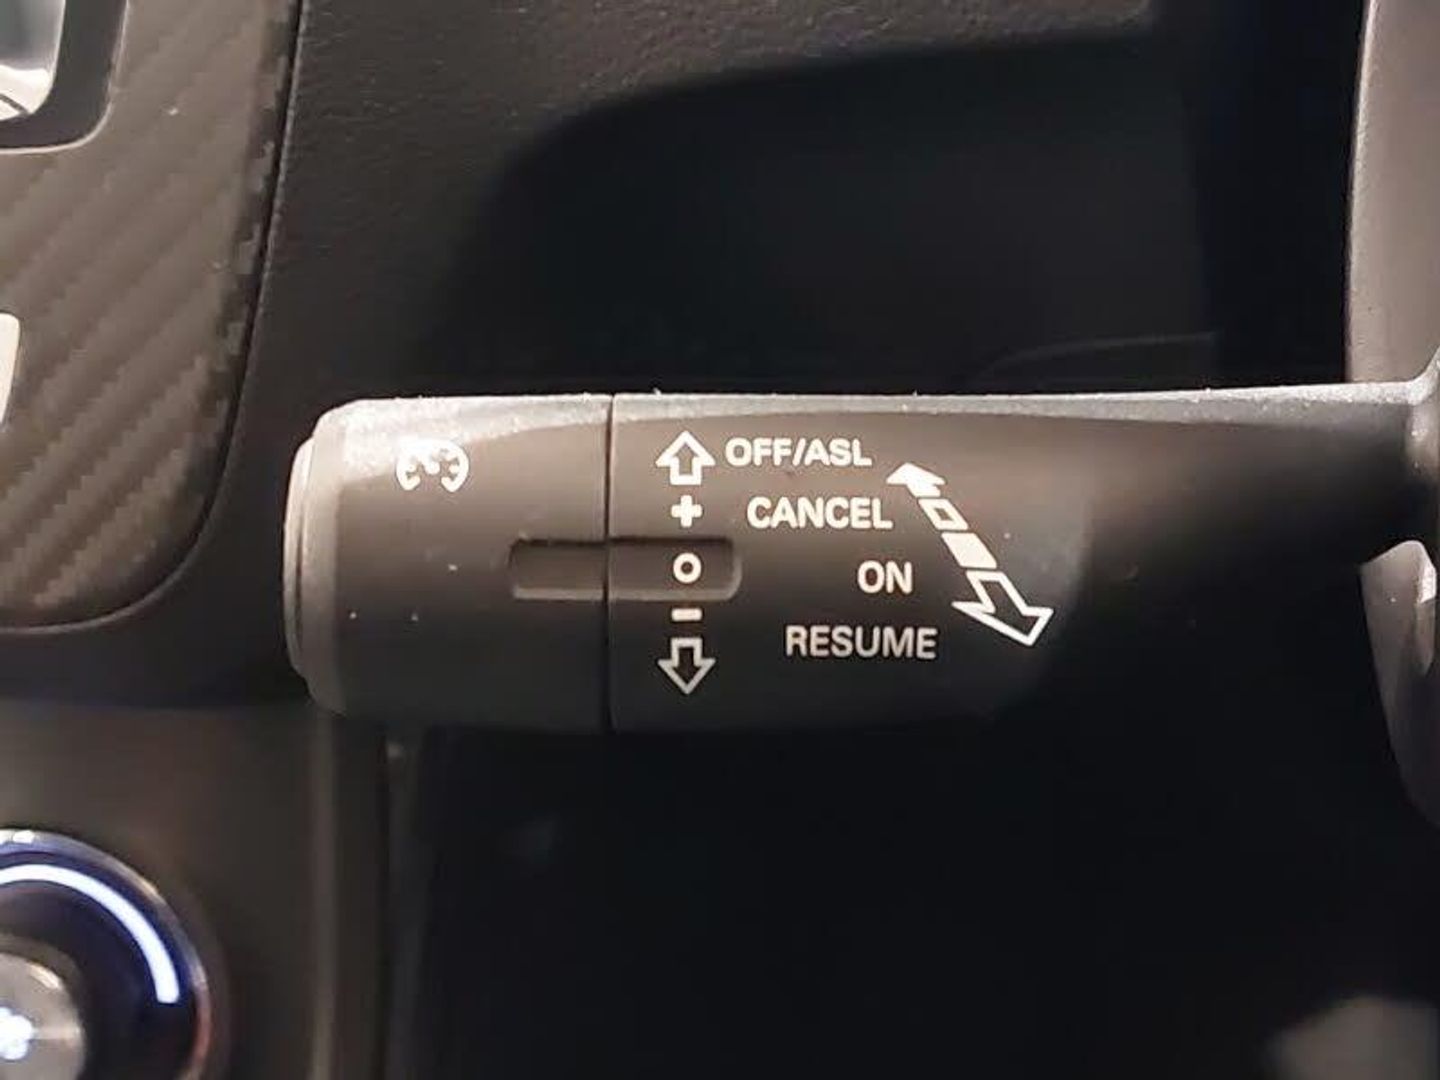 OFF/ASL
+ CANCEL
O ON
- RESUME